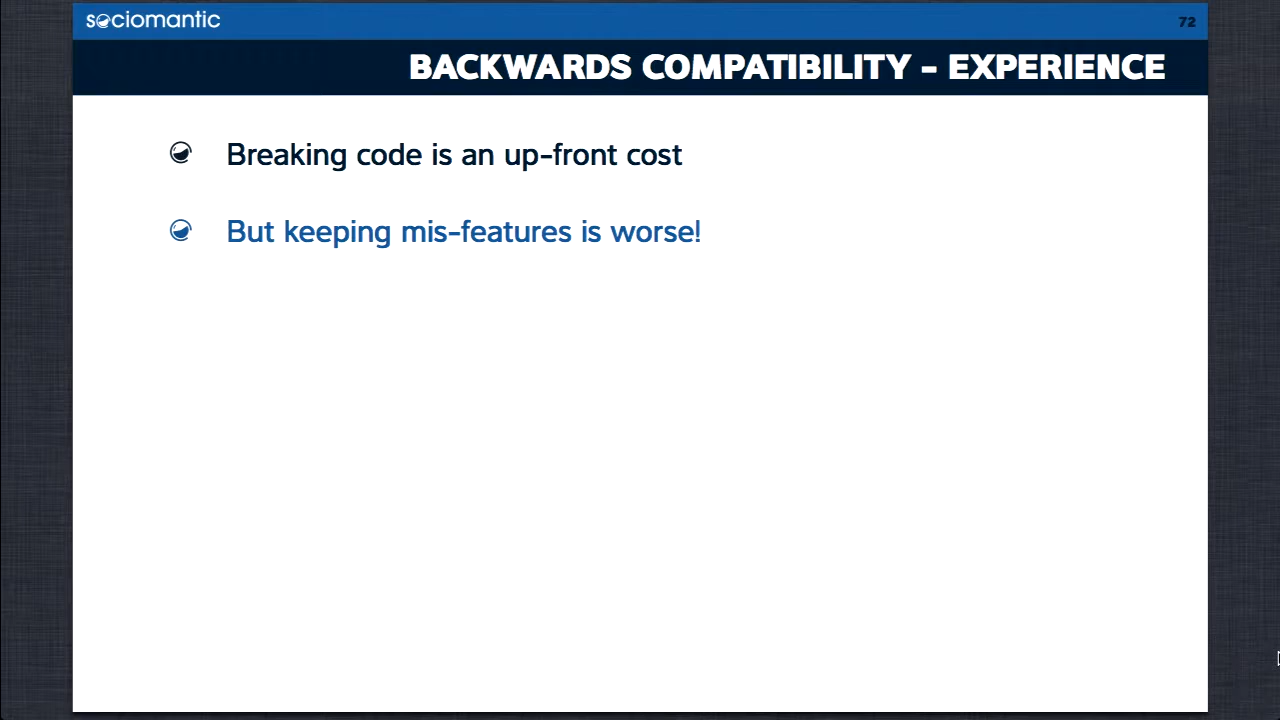 sociomantic
72
BACKWARDS COMPATIBILITY - EXPERIENCE
Breaking code is an up-front cost
But keeping mis-features is worse!